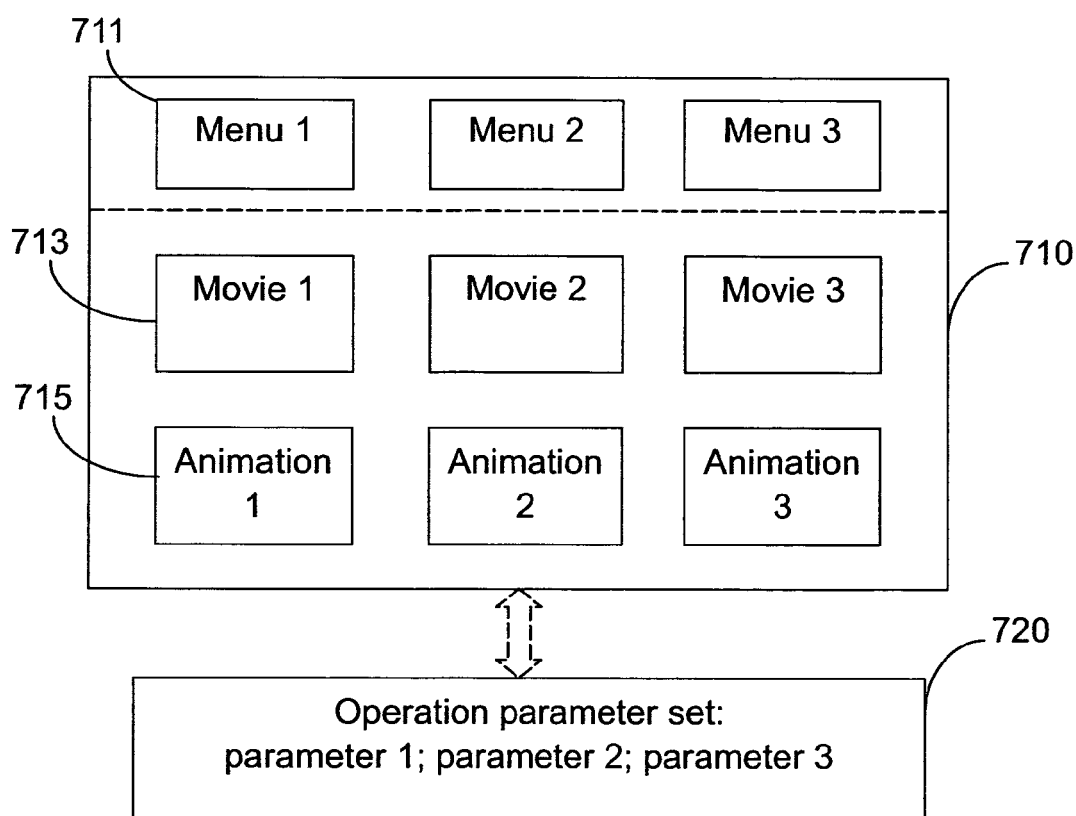 711
Menu 1 Menu 2 Menu 3
713
710
Movie 1 Movie 2 Movie 3
715
Animation 1
Animation 2
Animation 3
720
Operation parameter set:
parameter 1; parameter 2; parameter 3